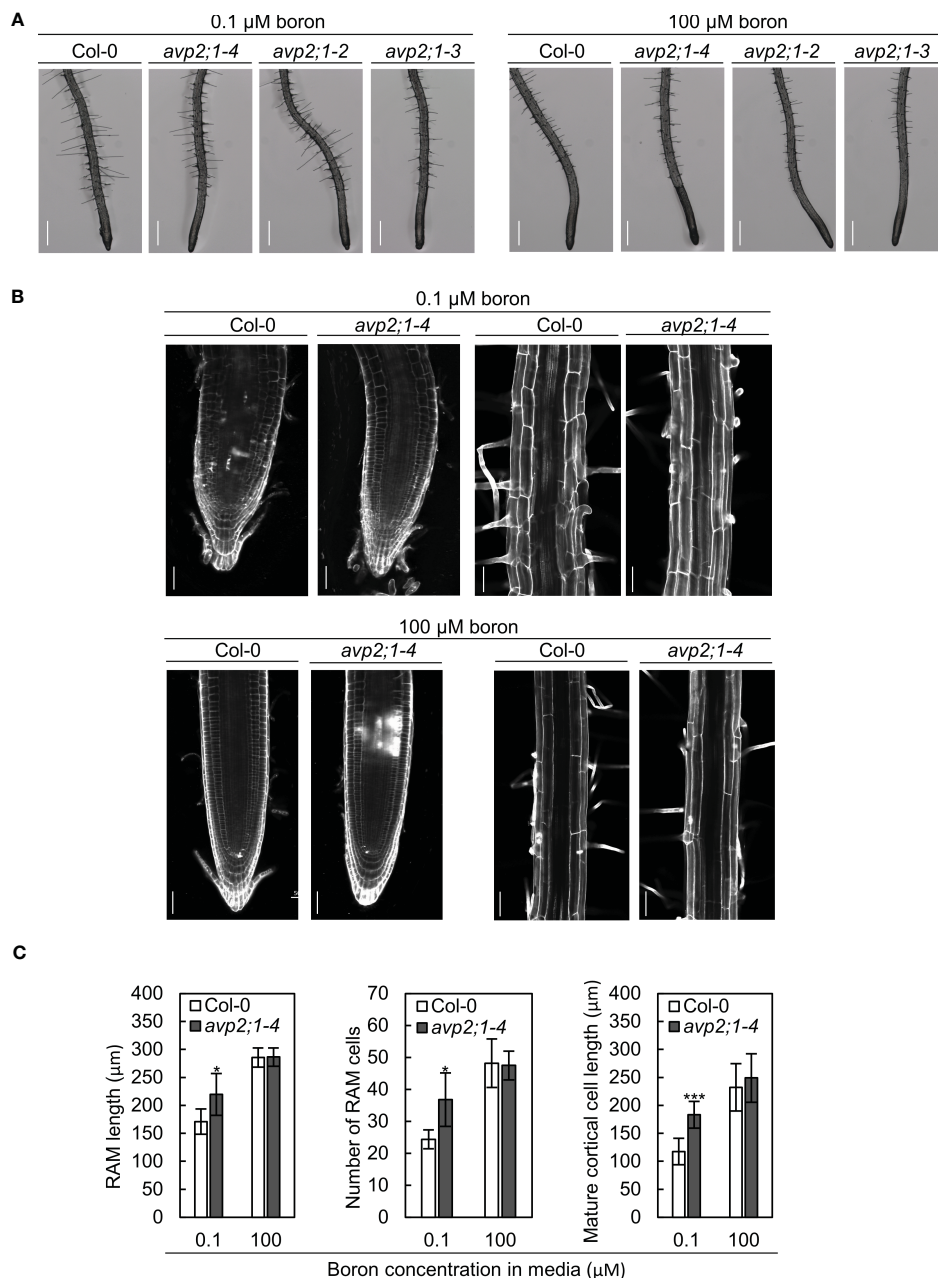 A
0.1 µM boron
100 µM boron
Col-0 avp2;1-4 avp2;1-2 avp2;1-3
Col-0 avp2;1-4 avp2;1-2 avp2;1-3
B
0.1 µM boron
Col-0 avp2;1-4 Col-0 avp2;1-4
100 µM boron
Col-0 avp2;1-4 Col-0 avp2;1-4
C
RAM length (µm)
400
350
300
250
200
150
100
50
0
Col-0
avp2;1-4
*
0.1 100
Number of RAM cells
70
60
50
40
30
20
10
0
Col-0
avp2;1-4
*
0.1 100
Mature cortical cell length (µm)
400
350
300
250
200
150
100
50
0
Col-0
avp2;1-4
***
0.1 100
Boron concentration in media (µM)